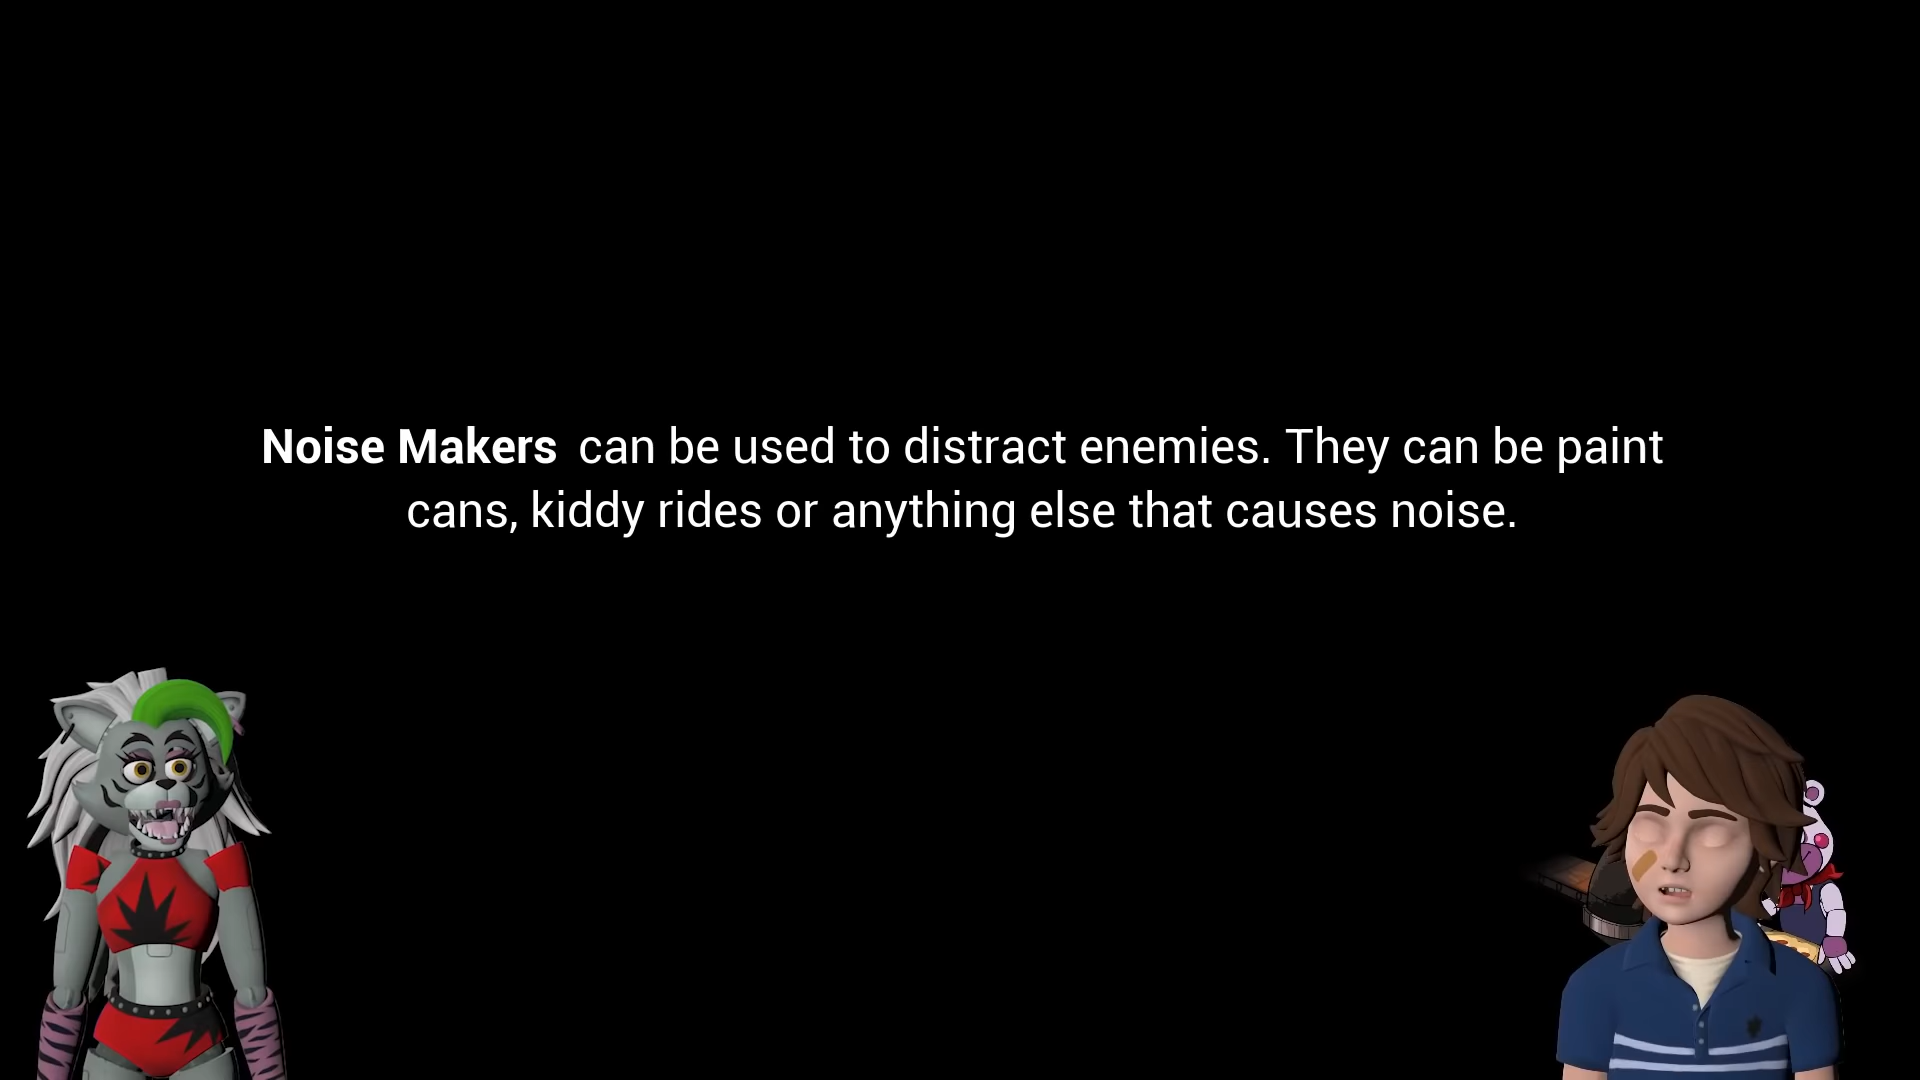 Noise Makers can be used to distract enemies. They can be paint
cans, kiddy rides or anything else that causes noise.